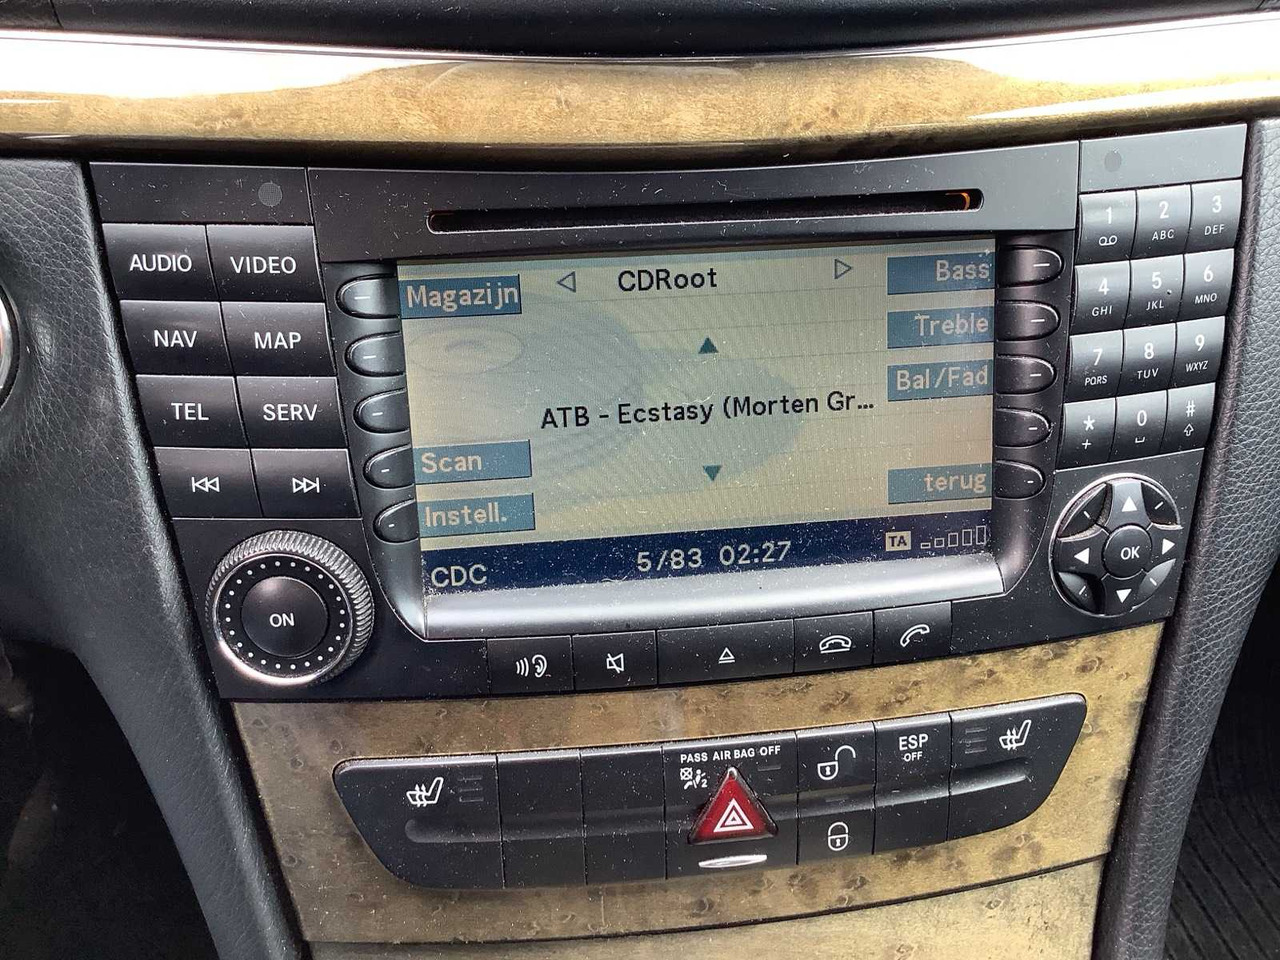 AUDIO VIDEO
NAV MAP
TEL SERV
ON
Magazijn CDRoot Bass
Treble
Bal/Fad
ATB - Ecstasy (Morten Gr...
Scan
terug
Instell.
CDC 5/83 02:27 TA
1 2 ABC 3 DEF
4 GHI 5 JKL 6 MNO
7 PQRS 8 TUV 9 WXYZ
* + 0 #
OK
PASS AIR BAG OFF
2
ESP
OFF